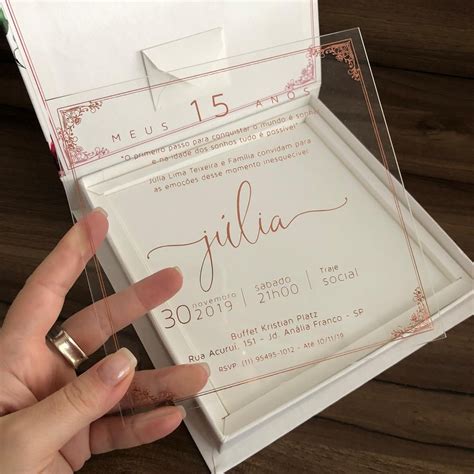 MEUS 15 ANOS
"O primeiro passo para conquistar o mundo é sonhar
e na idade dos sonhos tudo é possível"
Júlia Lima Teixeira e Família convidam para
as emoções desse momento inesquecível
júlia
30 novembro 2019 | sábado 21h00 | Traje social
Buffet Kristian Platz
Rua Acuruí, 151 - Jd. Anália Franco - SP
RSVP (11) 95495-1012 - Até 10/11/19